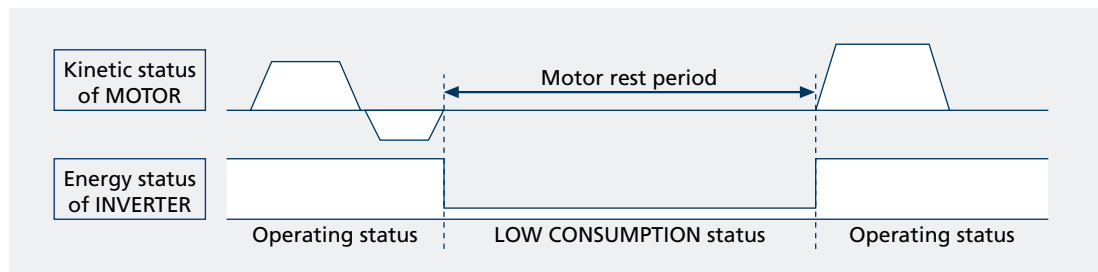 Kinetic status
of MOTOR
Motor rest period
Energy status
of INVERTER
Operating status
LOW CONSUMPTION status
Operating status